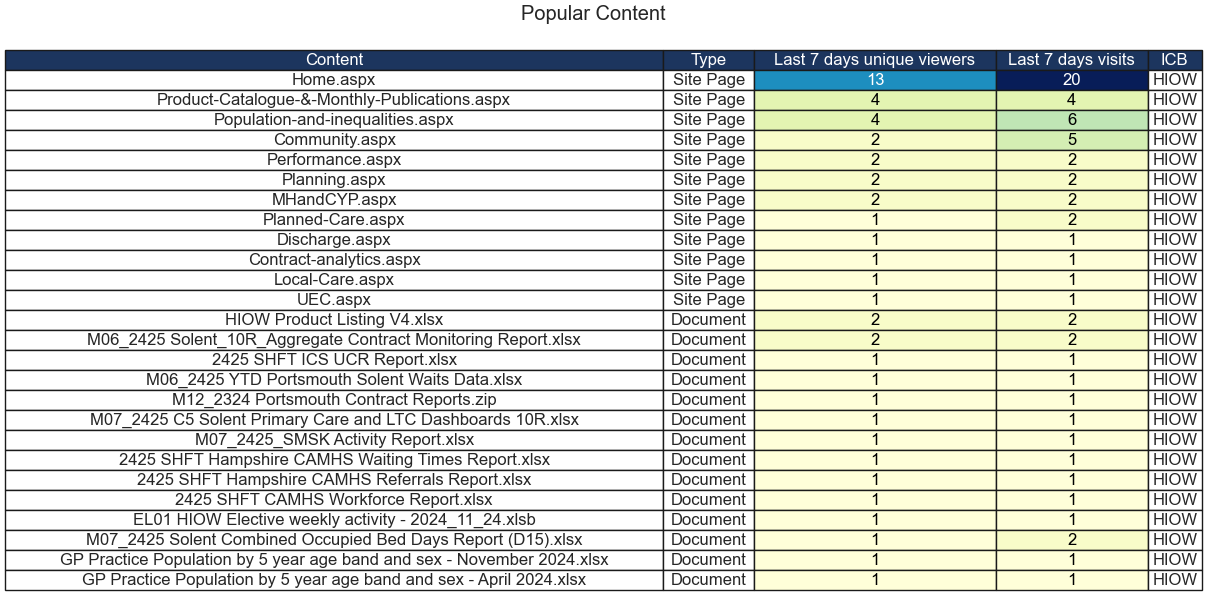 Popular Content
Content Type Last 7 days unique viewers Last 7 days visits ICB
Home.aspx Site Page 13 20 HIOW
Product-Catalogue-&-Monthly-Publications.aspx Site Page 4 4 HIOW
Population-and-inequalities.aspx Site Page 4 6 HIOW
Community.aspx Site Page 2 5 HIOW
Performance.aspx Site Page 2 2 HIOW
Planning.aspx Site Page 2 2 HIOW
MHandCYP.aspx Site Page 2 2 HIOW
Planned-Care.aspx Site Page 1 2 HIOW
Discharge.aspx Site Page 1 1 HIOW
Contract-analytics.aspx Site Page 1 1 HIOW
Local-Care.aspx Site Page 1 1 HIOW
UEC.aspx Site Page 1 1 HIOW
HIOW Product Listing V4.xlsx Document 2 2 HIOW
M06_2425 Solent_10R_Aggregate Contract Monitoring Report.xlsx Document 2 2 HIOW
2425 SHFT ICS UCR Report.xlsx Document 1 1 HIOW
M06_2425 YTD Portsmouth Solent Waits Data.xlsx Document 1 1 HIOW
M12_2324 Portsmouth Contract Reports.zip Document 1 1 HIOW
M07_2425 C5 Solent Primary Care and LTC Dashboards 10R.xlsx Document 1 1 HIOW
M07_2425_SMSK Activity Report.xlsx Document 1 1 HIOW
2425 SHFT Hampshire CAMHS Waiting Times Report.xlsx Document 1 1 HIOW
2425 SHFT Hampshire CAMHS Referrals Report.xlsx Document 1 1 HIOW
2425 SHFT CAMHS Workforce Report.xlsx Document 1 1 HIOW
EL01 HIOW Elective weekly activity - 2024_11_24.xlsb Document 1 1 HIOW
M07_2425 Solent Combined Occupied Bed Days Report (D15).xlsx Document 1 2 HIOW
GP Practice Population by 5 year age band and sex - November 2024.xlsx Document 1 1 HIOW
GP Practice Population by 5 year age band and sex - April 2024.xlsx Document 1 1 HIOW